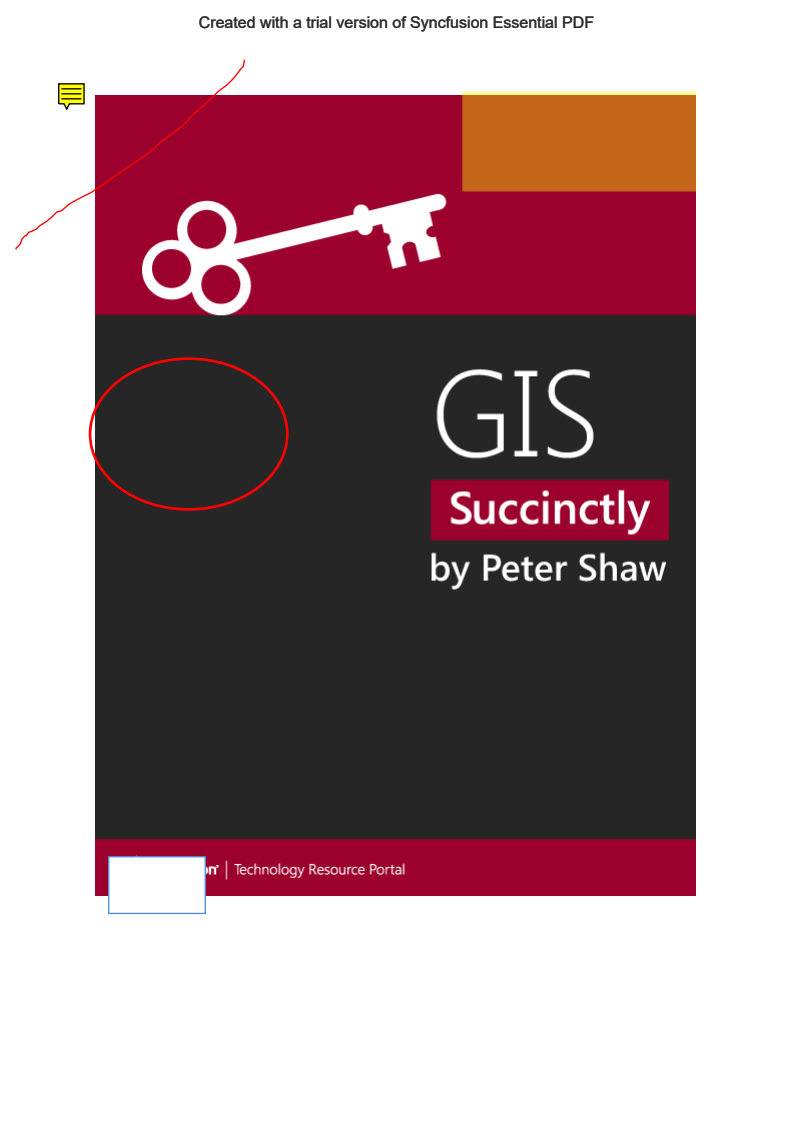 Created with a trial version of Syncfusion Essential PDF
GIS
Succinctly
by Peter Shaw
| Technology Resource Portal